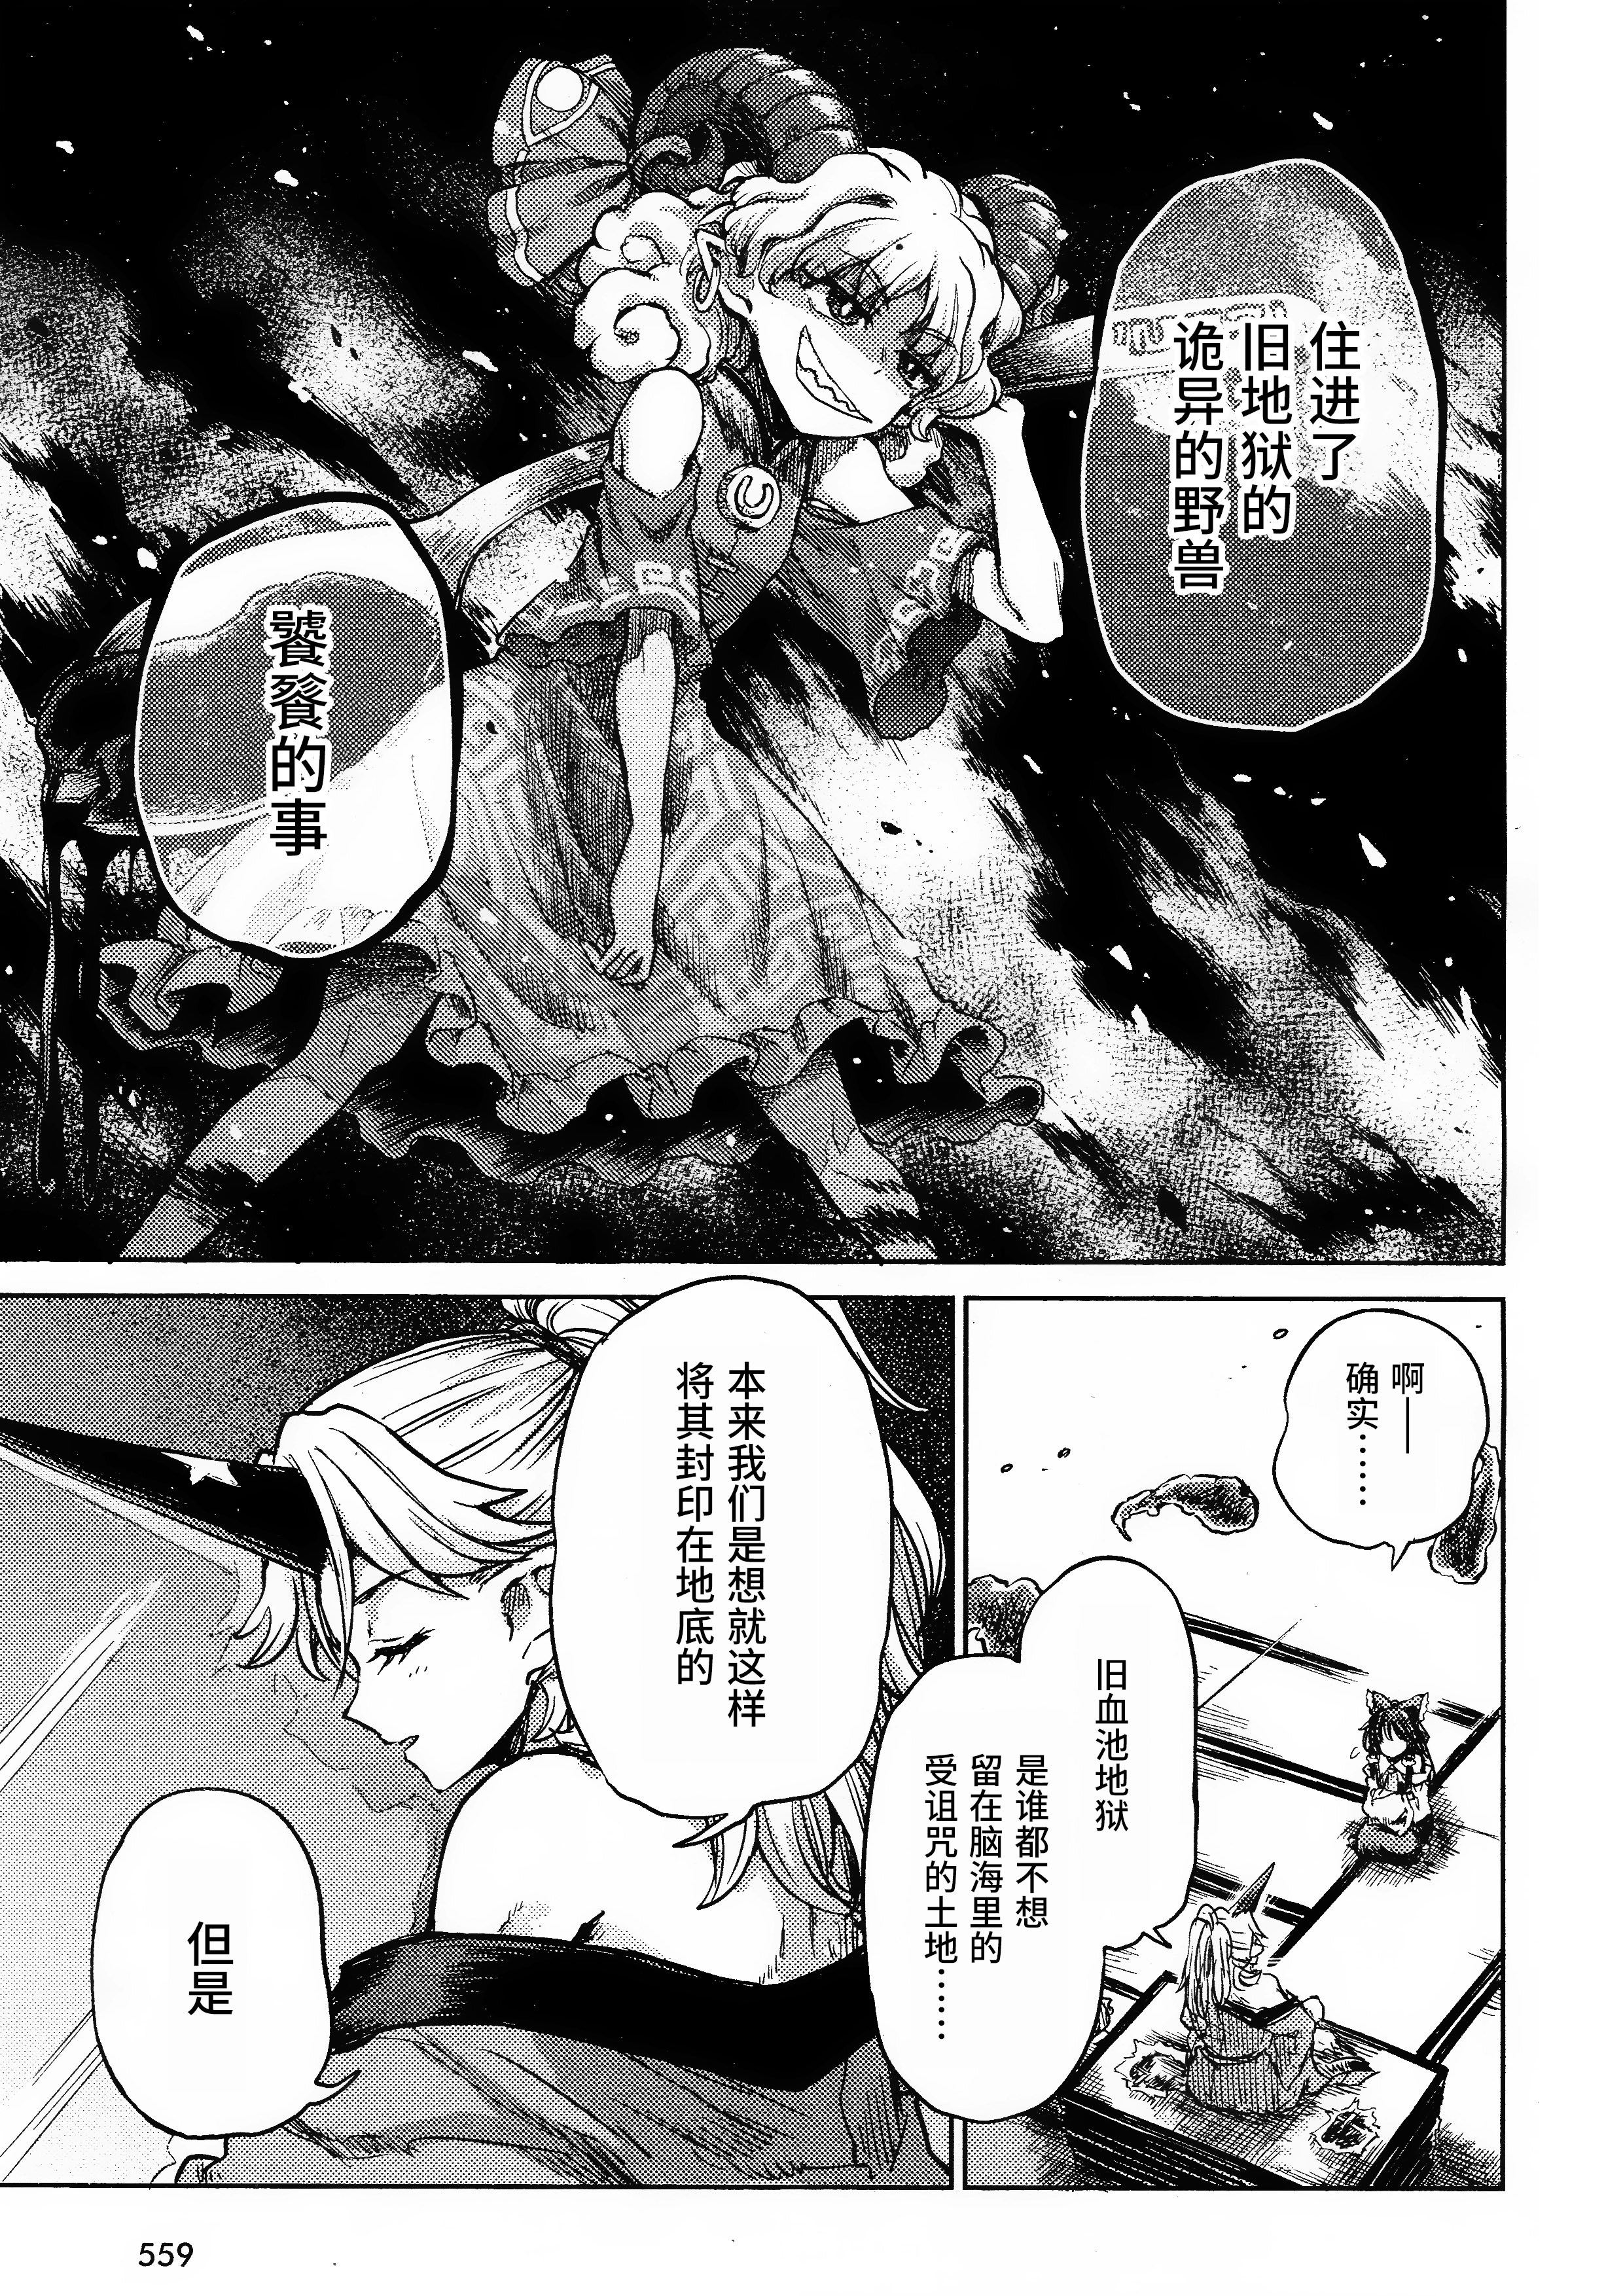 住进了
旧地狱的
诡异的野兽
饕餮的事
啊——
确实……
旧血池地狱
是谁都不想
留在脑海里的
受诅咒的土地……
本来我们是想就这样
将其封印在地底的
但是
559